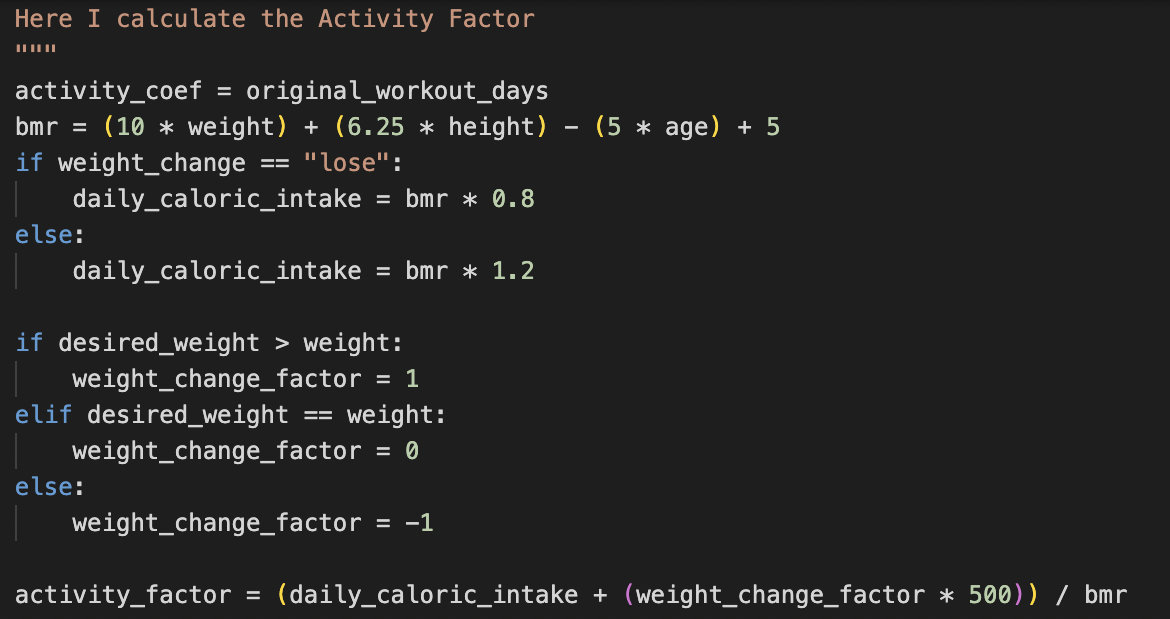 Here I calculate the Activity Factor
"""
activity_coef = original_workout_days
bmr = (10 * weight) + (6.25 * height) - (5 * age) + 5
if weight_change == "lose":
    daily_caloric_intake = bmr * 0.8
else:
    daily_caloric_intake = bmr * 1.2

if desired_weight > weight:
    weight_change_factor = 1
elif desired_weight == weight:
    weight_change_factor = 0
else:
    weight_change_factor = -1

activity_factor = (daily_caloric_intake + (weight_change_factor * 500)) / bmr